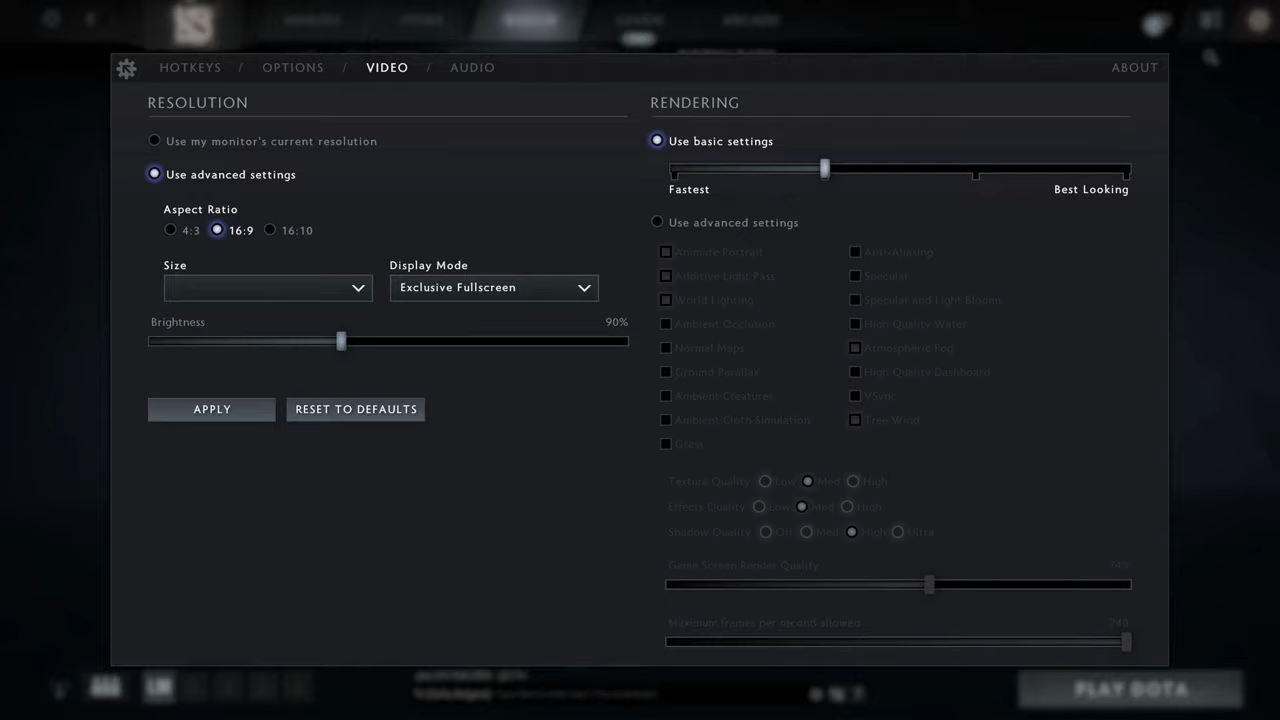 HOTKEYS / OPTIONS / VIDEO / AUDIO
ABOUT
RESOLUTION
Use my monitor's current resolution
Use advanced settings
Aspect Ratio
4:3 16:9 16:10
Size
Display Mode
Exclusive Fullscreen
Brightness
90%
APPLY
RESET TO DEFAULTS
RENDERING
Use basic settings
Fastest
Best Looking
Use advanced settings
Animate Portrait
Anti-Aliasing
Additive Light Pass
Specular
World Lighting
Specular and Light Blooms
Ambient Occlusion
High Quality Water
Normal Maps
Atmospheric Fog
Ground Parallax
High Quality Dashboard
Ambient Creatures
VSync
Ambient Cloth Simulation
Tree Wind
Grass
Texture Quality Low Med High
Effects Quality Low Med High
Shadow Quality Off Med High Ultra
Game Screen Render Quality
74%
Maximum frames per second allowed
240
PLAY DOTA